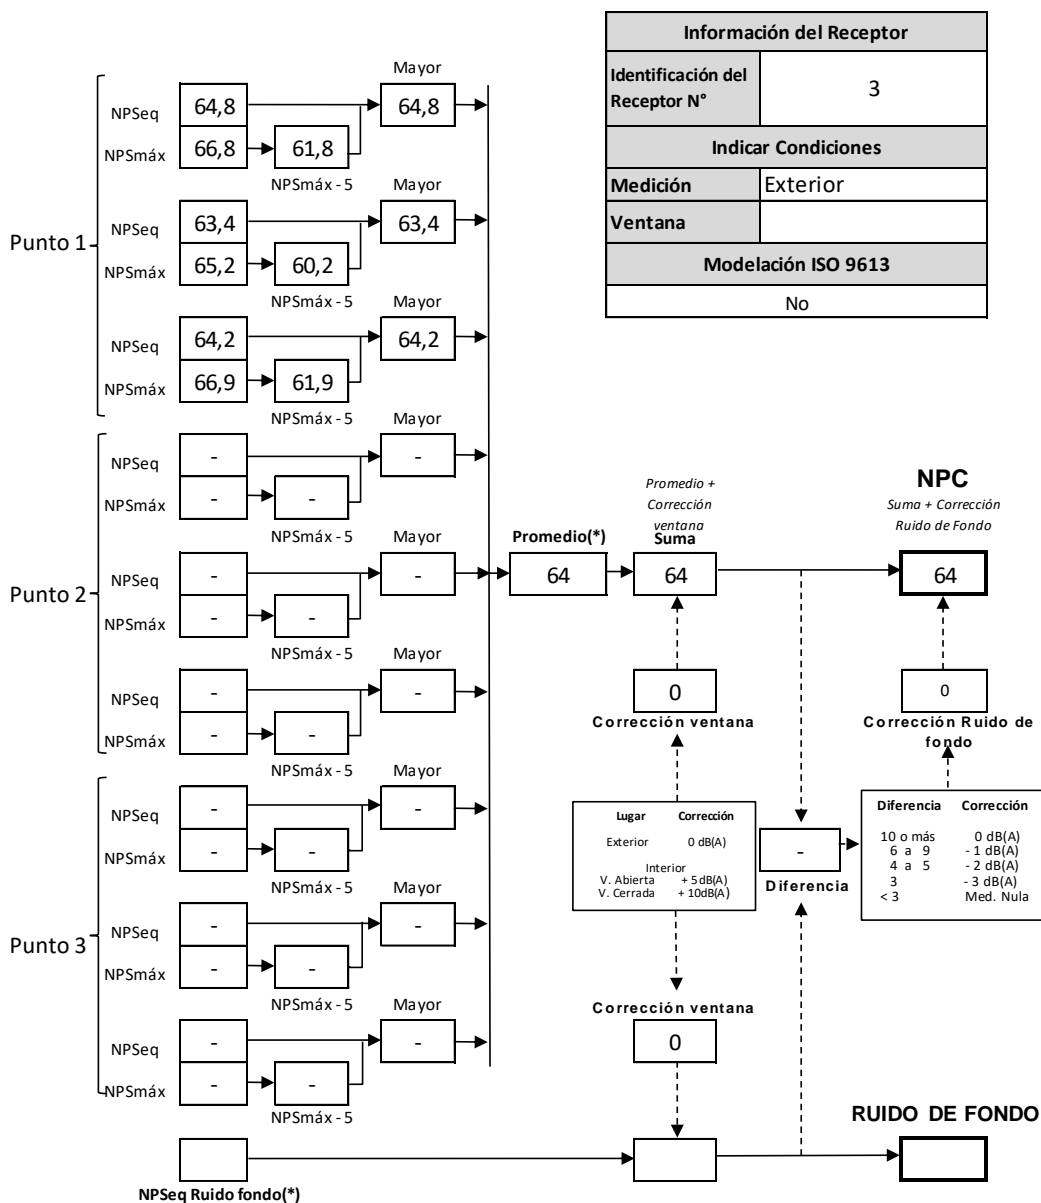 Información del Receptor
Identificación del Receptor N° 3
Indicar Condiciones
Medición Exterior
Ventana
Modelación ISO 9613
No
Punto 1
Mayor
NPSeq 64,8 64,8
NPSmáx 66,8 61,8
NPSmáx - 5
Mayor
NPSeq 63,4 63,4
NPSmáx 65,2 60,2
NPSmáx - 5
Mayor
NPSeq 64,2 64,2
NPSmáx 66,9 61,9
NPSmáx - 5
Punto 2
Mayor
NPSeq - -
NPSmáx - -
NPSmáx - 5
Mayor
NPSeq - -
NPSmáx - -
NPSmáx - 5
Mayor
NPSeq - -
NPSmáx - -
NPSmáx - 5
Punto 3
Mayor
NPSeq - -
NPSmáx - -
NPSmáx - 5
Mayor
NPSeq - -
NPSmáx - -
NPSmáx - 5
Mayor
NPSeq - -
NPSmáx - -
NPSmáx - 5
NPSeq Ruido fondo(*)
Promedio(*)
64
Promedio +
Corrección
ventana
Suma
64
0
Corrección ventana
Lugar Corrección
Exterior 0 dB(A)
Interior
V. Abierta + 5 dB(A)
V. Cerrada + 10dB(A)
Corrección ventana
0
-
Diferencia
NPC
Suma + Corrección
Ruido de Fondo
64
0
Corrección Ruido de
fondo
Diferencia Corrección
10 o más 0 dB(A)
6 a 9 - 1 dB(A)
4 a 5 - 2 dB(A)
3 - 3 dB(A)
< 3 Med. Nula
RUIDO DE FONDO